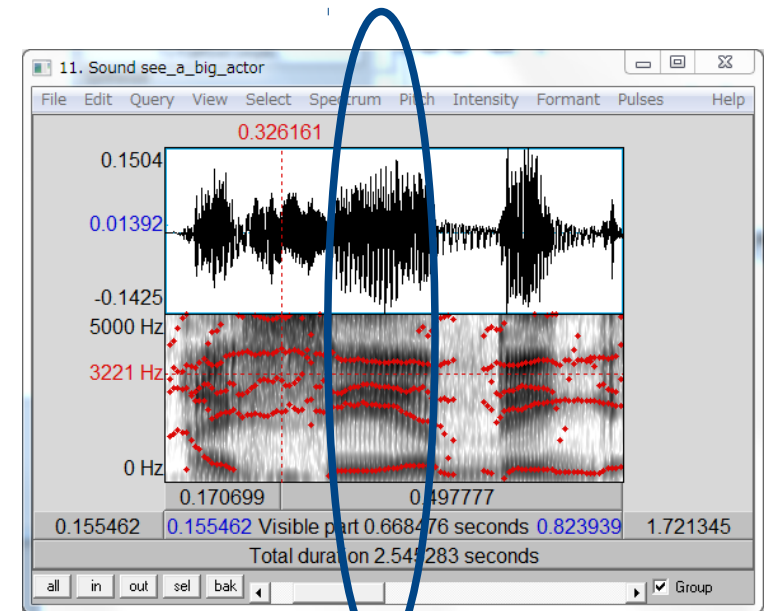 11. Sound see_a_big_actor
File Edit Query View Select Spectrum Pitch Intensity Formant Pulses Help
0.326161
0.1504
0.01392
-0.1425
5000 Hz
3221 Hz
0 Hz
0.170699 0.497777
0.155462 0.155462 Visible part 0.668476 seconds 0.823939 1.721345
Total duration 2.545283 seconds
all in out sel bak Group